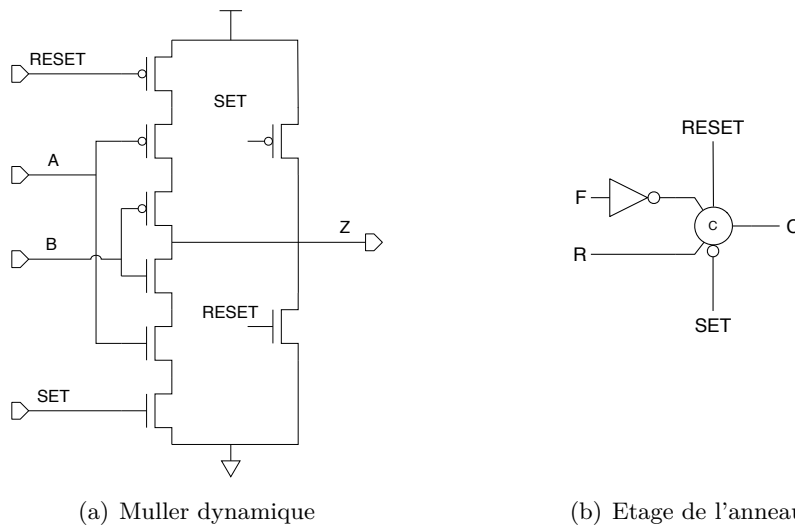 RESET
SET
A
B
Z
RESET
SET
RESET
F
C
R
SET
(a) Muller dynamique
(b) Etage de l'anneau